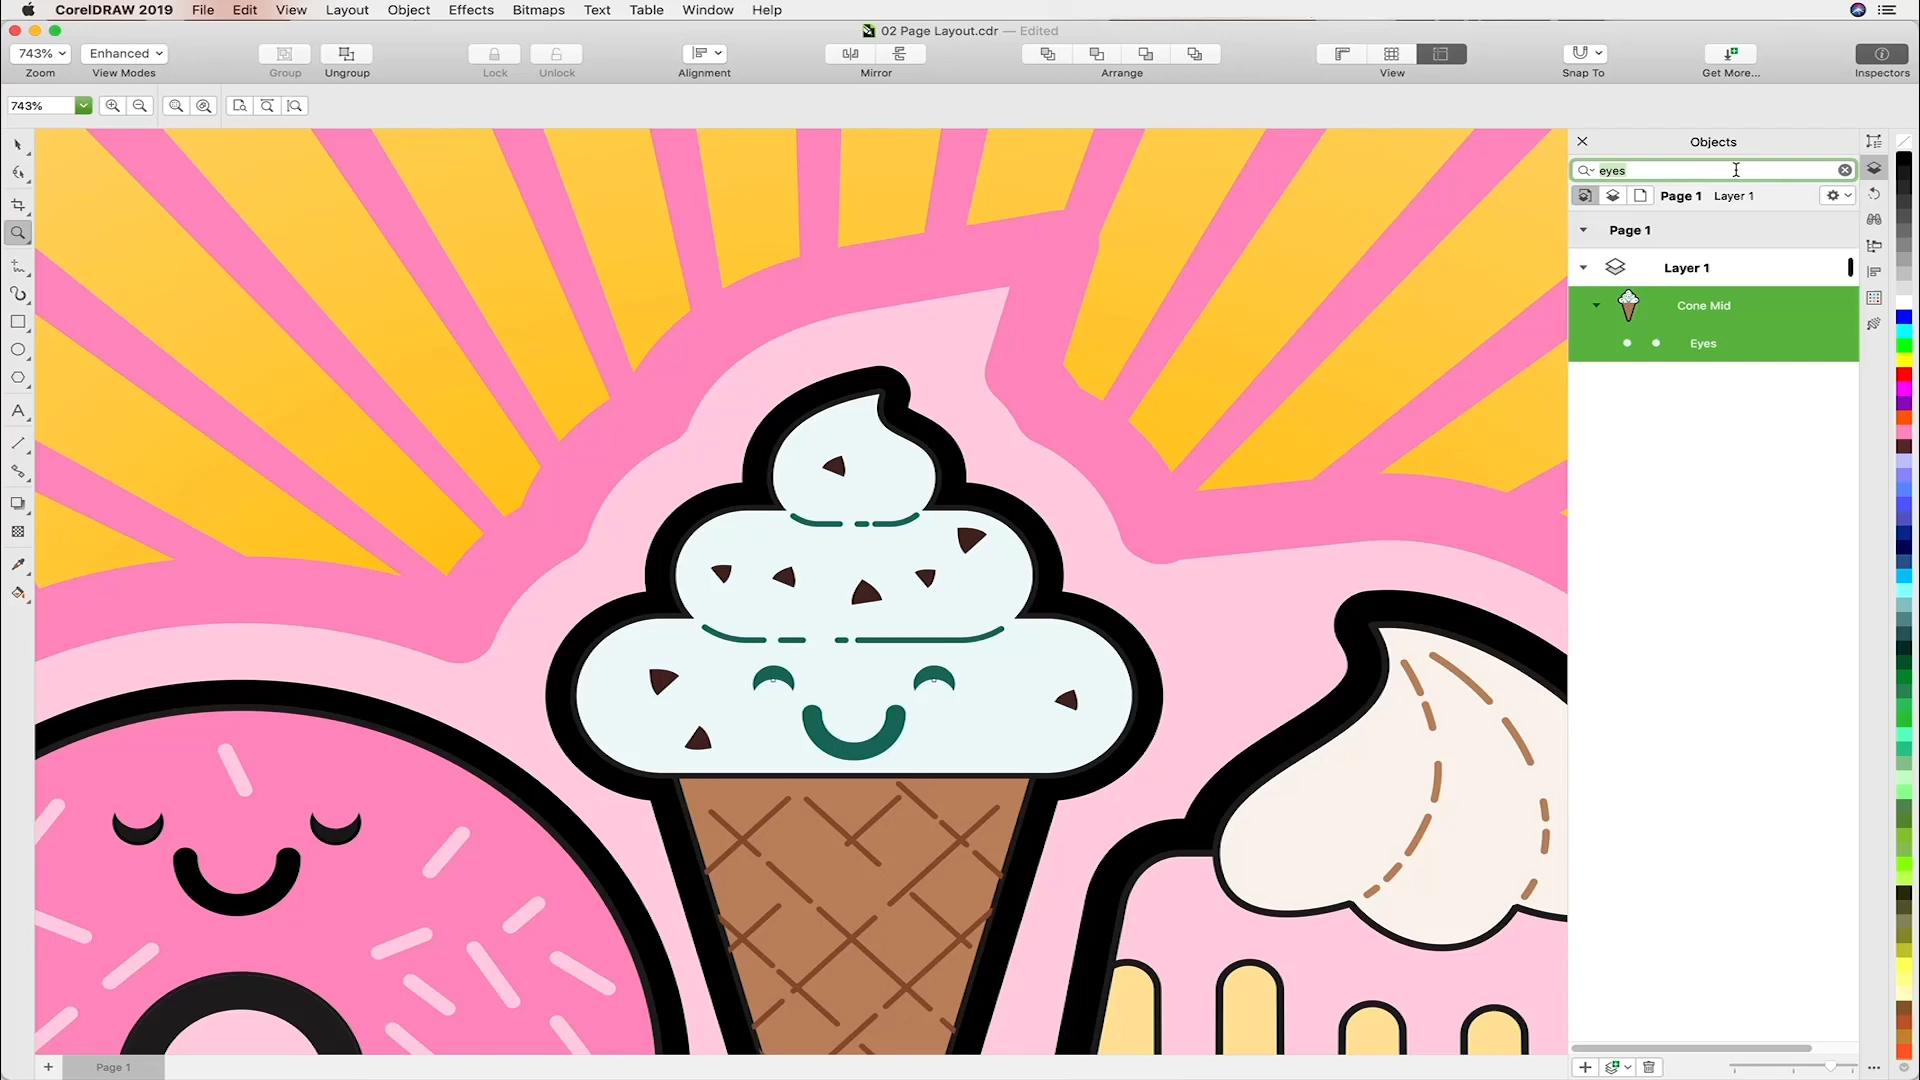 CorelDRAW 2019 File Edit View Layout Object Effects Bitmaps Text Table Window Help
02 Page Layout.cdr — Edited
743% Enhanced
Zoom View Modes Group Ungroup Lock Unlock Alignment Mirror Arrange View Snap To Get More... Inspectors
743%
Objects
eyes
Page 1 Layer 1
Page 1
Layer 1
Cone Mid
Eyes
Page 1